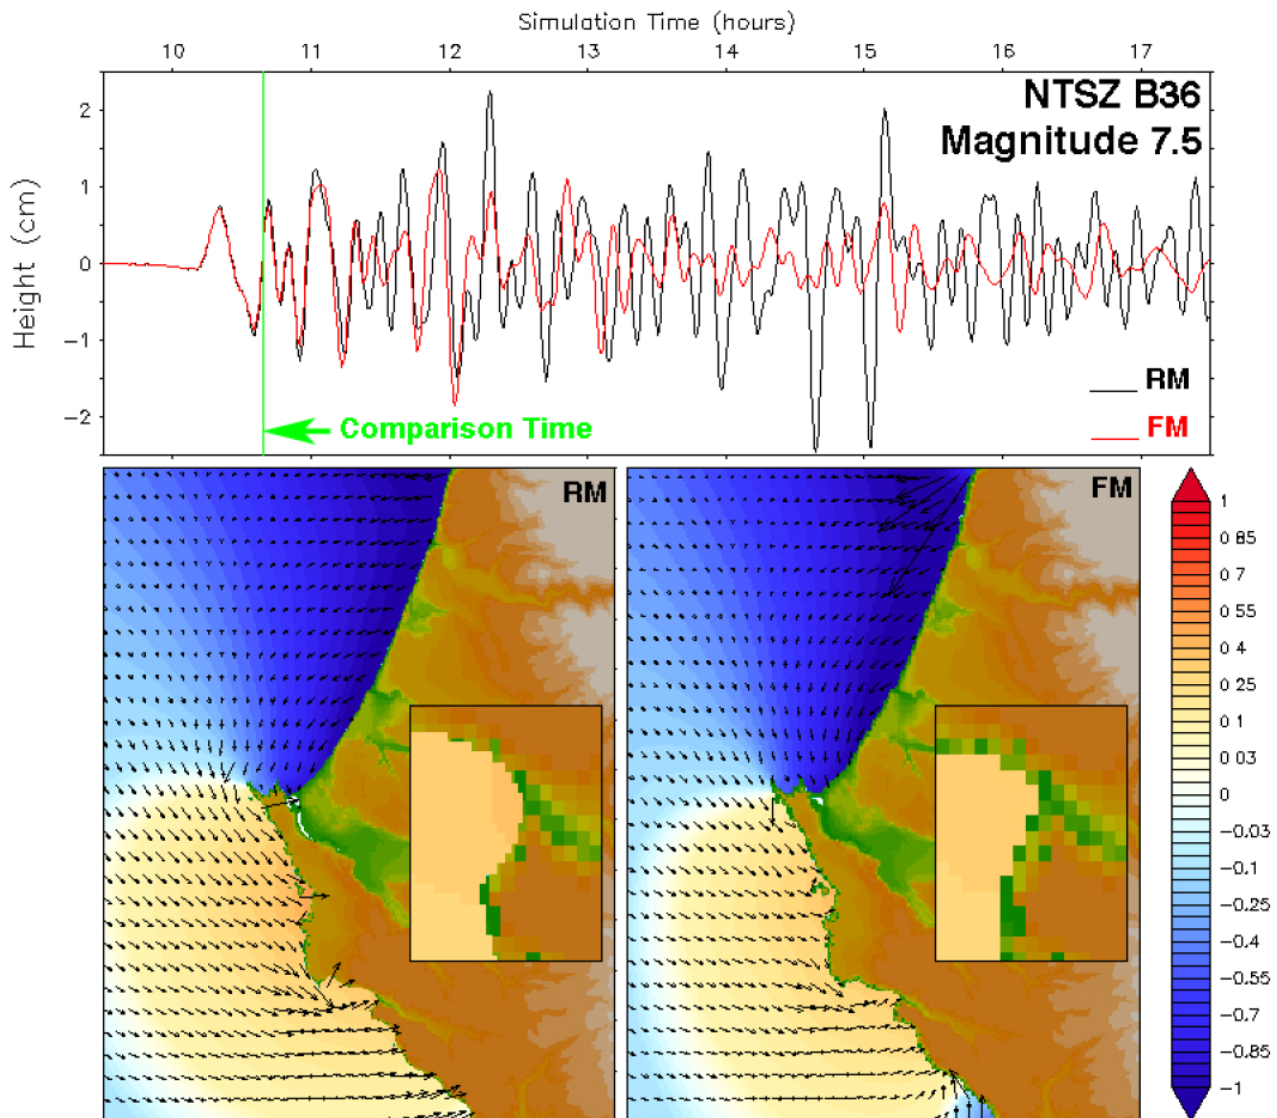 Simulation Time (hours)
10 11 12 13 14 15 16 17
NTSZ B36
Magnitude 7.5
Height (cm)
2
1
0
-1
-2
RM
FM
Comparison Time
RM
FM
1
0 85
0 7
0 55
0 4
0 25
0 1
0 03
0
-0.03
-0.1
-0.25
-0.4
-0.55
-0.7
-0.85
-1